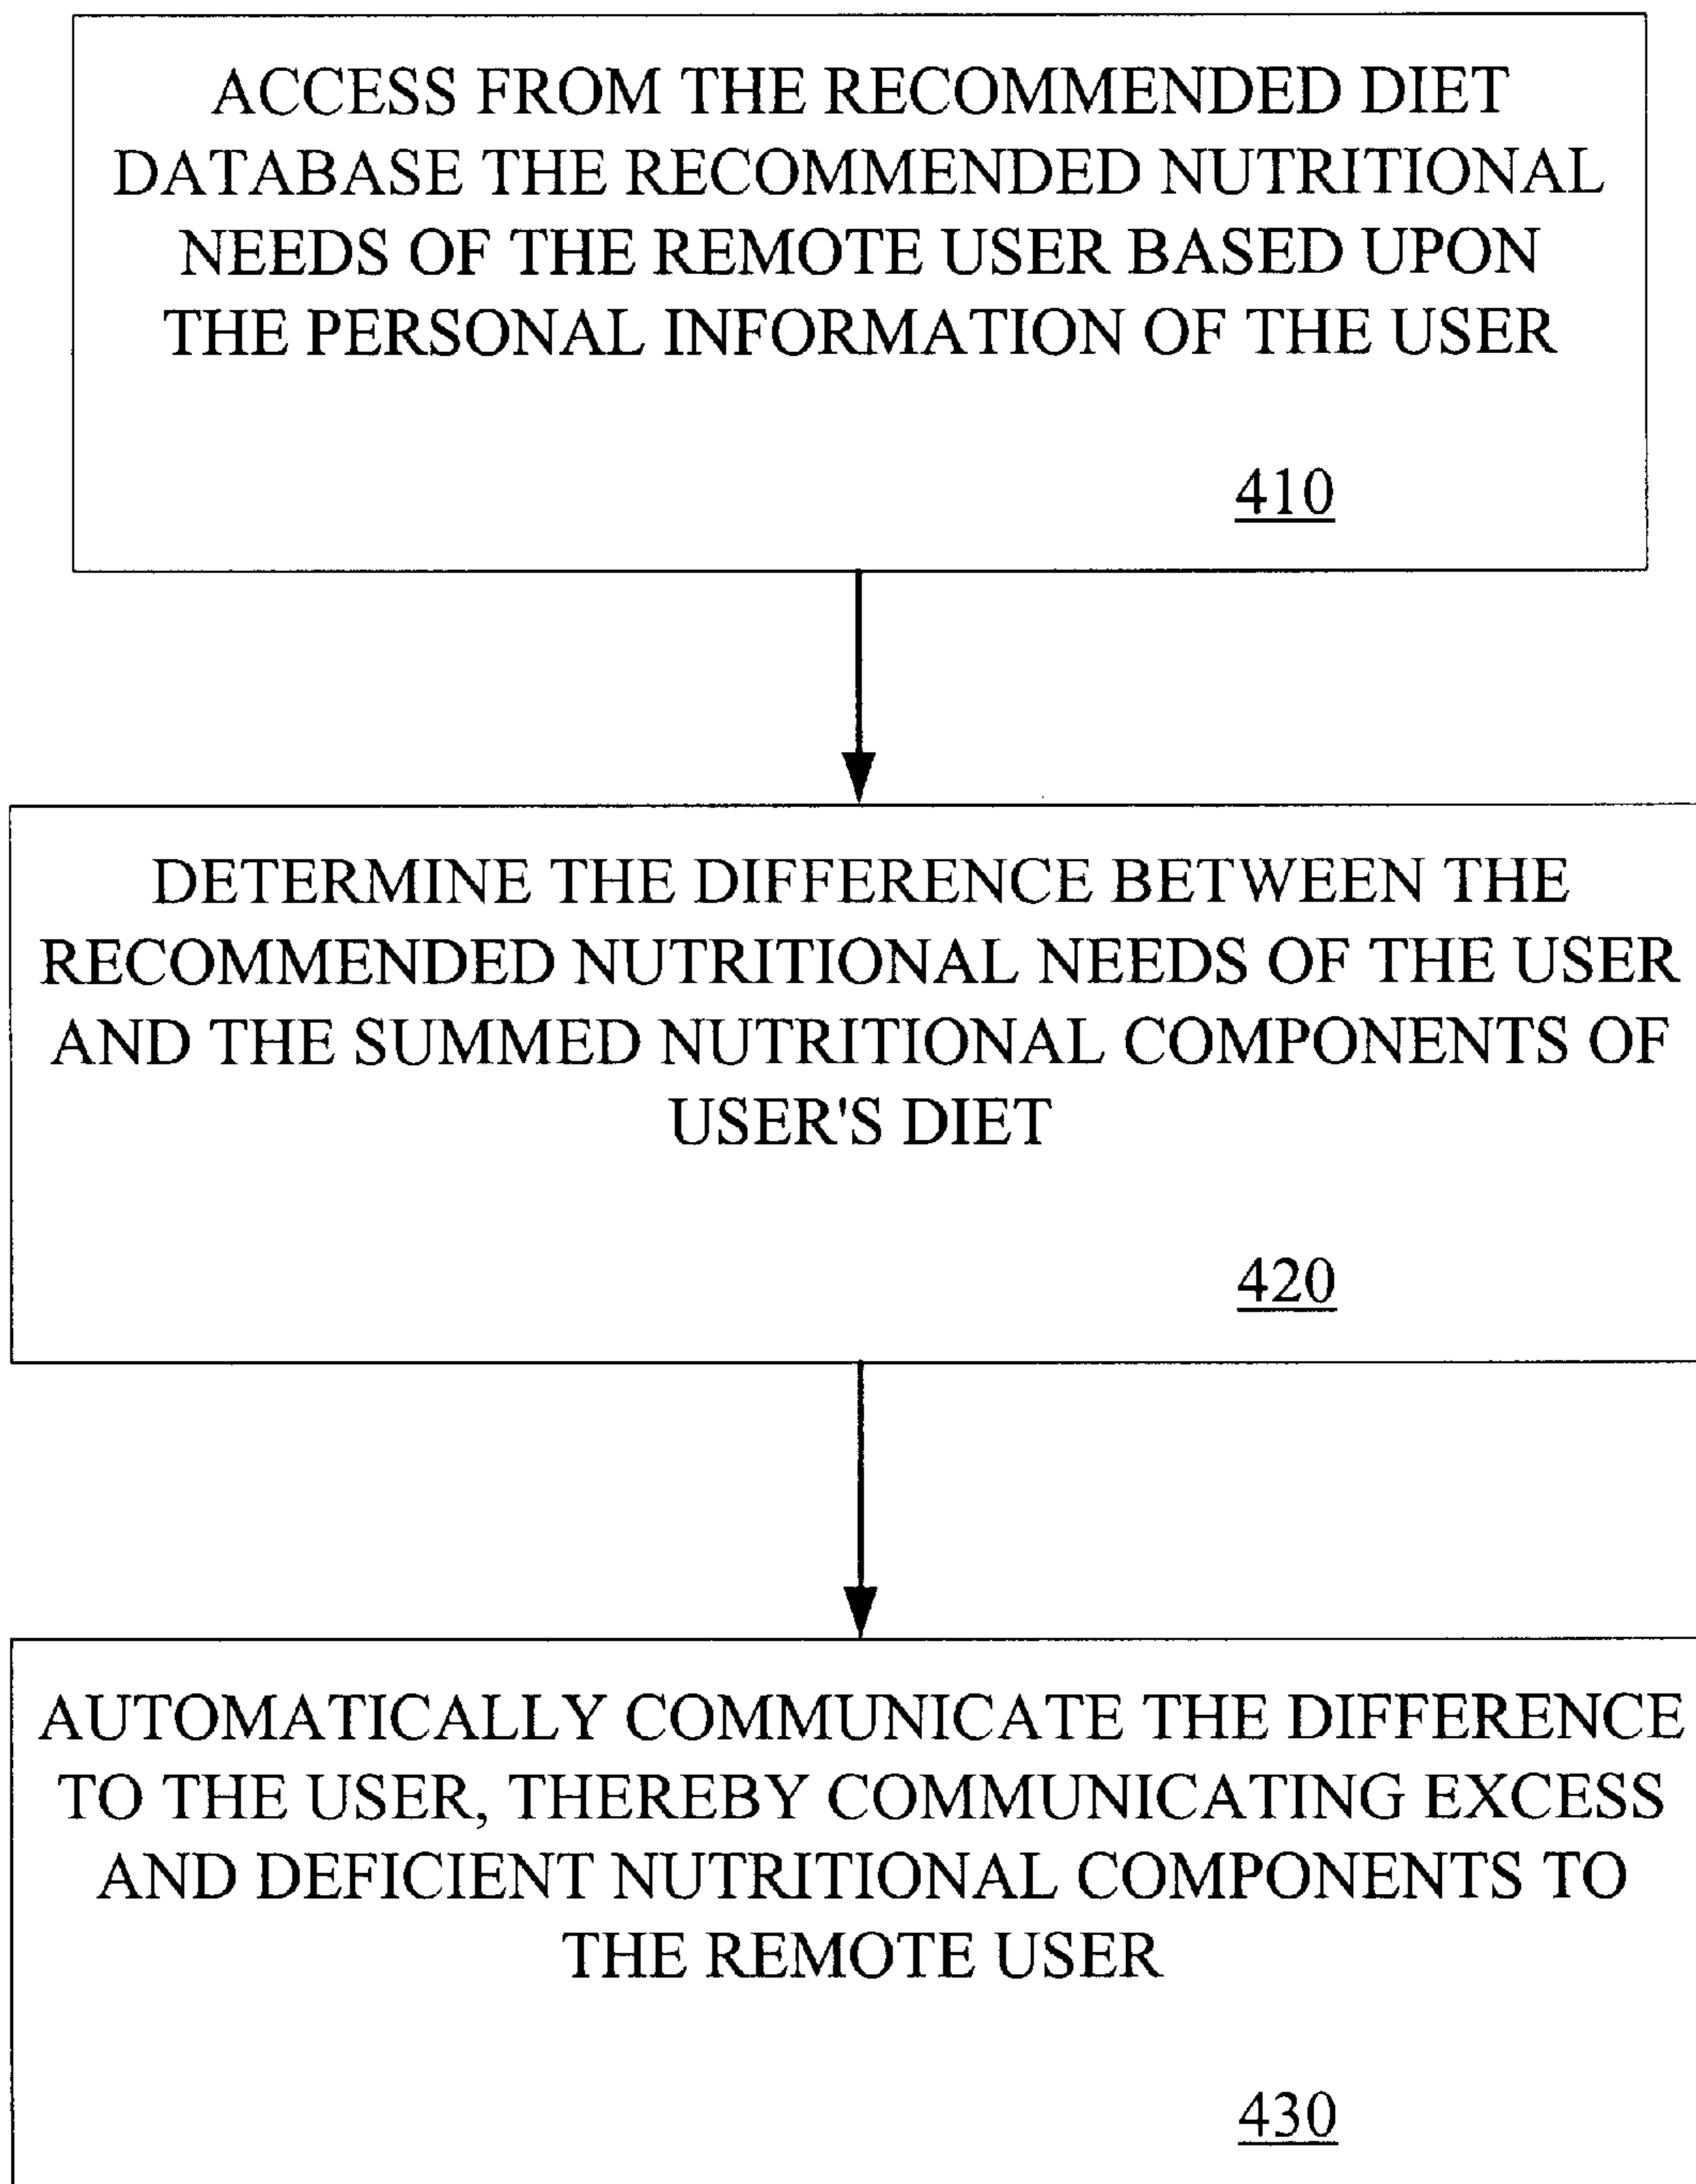 ACCESS FROM THE RECOMMENDED DIET
DATABASE THE RECOMMENDED NUTRITIONAL
NEEDS OF THE REMOTE USER BASED UPON
THE PERSONAL INFORMATION OF THE USER
410
DETERMINE THE DIFFERENCE BETWEEN THE
RECOMMENDED NUTRITIONAL NEEDS OF THE USER
AND THE SUMMED NUTRITIONAL COMPONENTS OF
USER'S DIET
420
AUTOMATICALLY COMMUNICATE THE DIFFERENCE
TO THE USER, THEREBY COMMUNICATING EXCESS
AND DEFICIENT NUTRITIONAL COMPONENTS TO
THE REMOTE USER
430